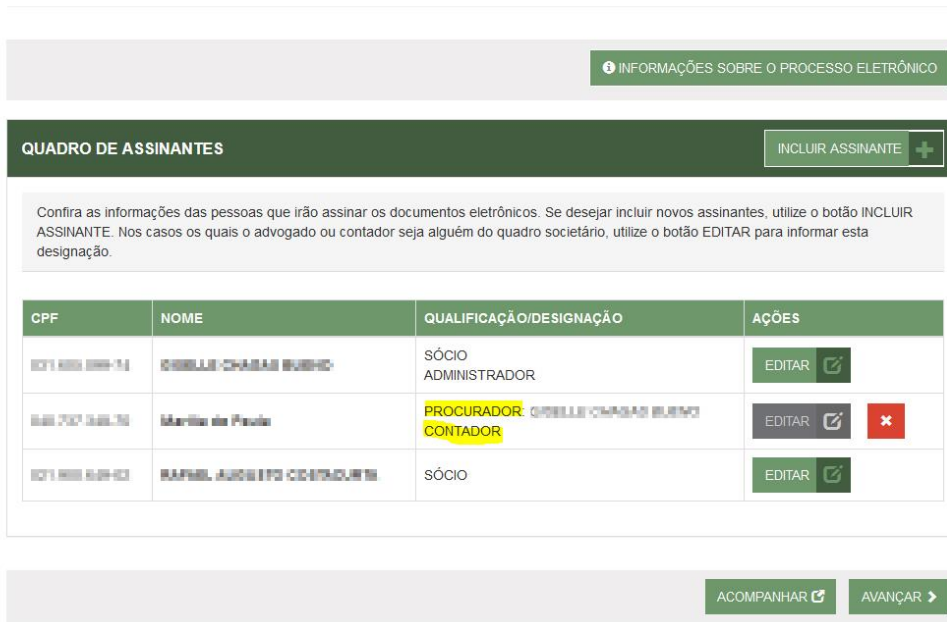 INFORMAÇÕES SOBRE O PROCESSO ELETRÔNICO
QUADRO DE ASSINANTES
INCLUIR ASSINANTE
Confira as informações das pessoas que irão assinar os documentos eletrônicos. Se desejar incluir novos assinantes, utilize o botão INCLUIR
ASSINANTE. Nos casos os quais o advogado ou contador seja alguém do quadro societário, utilize o botão EDITAR para informar esta
designação.
CPF NOME QUALIFICAÇÃO/DESIGNAÇÃO AÇÕES
SÓCIO
ADMINISTRADOR
EDITAR
PROCURADOR:
CONTADOR
EDITAR
SÓCIO
EDITAR
ACOMPANHAR AVANÇAR